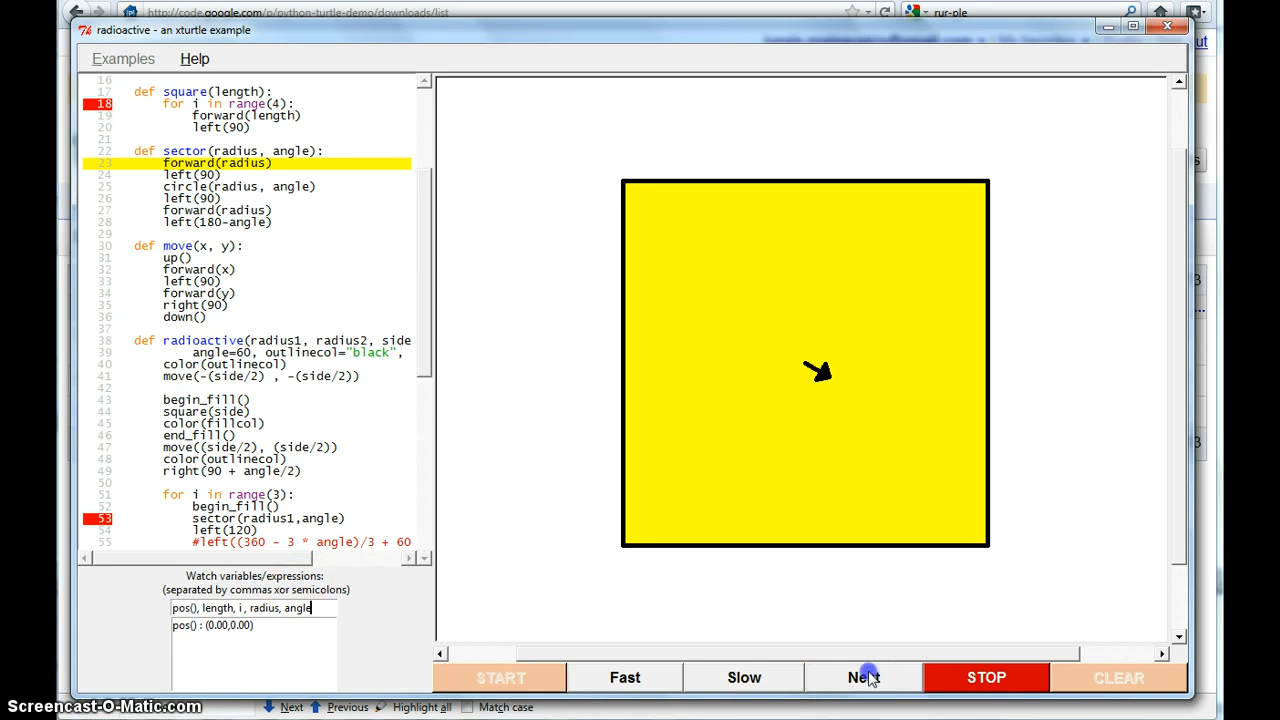 http://code.google.com/p/python-turtle-demo/downloads/list
rur-ple
radioactive - an xturtle example
Examples Help
16
17 def square(length):
18 for i in range(4):
19 forward(length)
20 left(90)
21
22 def sector(radius, angle):
23 forward(radius)
24 left(90)
25 circle(radius, angle)
26 left(90)
27 forward(radius)
28 left(180-angle)
29
30 def move(x, y):
31 up()
32 forward(x)
33 left(90)
34 forward(y)
35 right(90)
36 down()
37
38 def radioactive(radius1, radius2, side
39 angle=60, outlinecol="black",
40 color(outlinecol)
41 move(-(side/2) , -(side/2))
42
43 begin_fill()
44 square(side)
45 color(fillcol)
46 end_fill()
47 move((side/2), (side/2))
48 color(outlinecol)
49 right(90 + angle/2)
50
51 for i in range(3):
52 begin_fill()
53 sector(radius1,angle)
54 left(120)
55 #left((360 - 3 * angle)/3 + 60
Watch variables/expressions:
(separated by commas xor semicolons)
pos(), length, i , radius, angle
pos() : (0.00,0.00)
START Fast Slow Next STOP CLEAR
Screencast-O-Matic.com
Next Previous Highlight all Match case